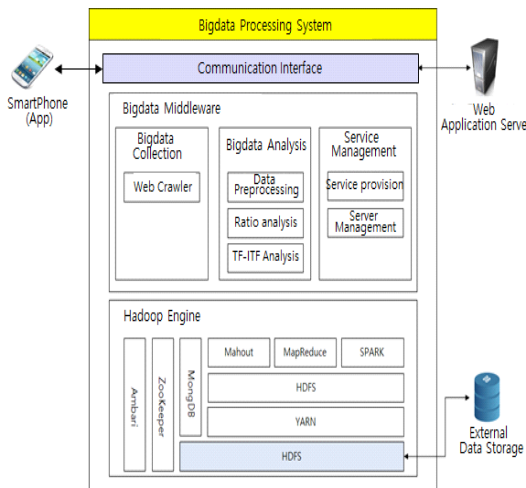 Bigdata Processing System
Communication Interface
SmartPhone
(App)
Web
Application Serve
Bigdata Middleware
Bigdata
Collection
Web Crawler
Bigdata Analysis
Data
Preprocessing
Ratio analysis
TF-ITF Analysis
Service
Management
Service provision
Server
Management
Hadoop Engine
Ambari
ZooKeeper
MongDB
Mahout
MapReduce
SPARK
HDFS
YARN
HDFS
External
Data Storage